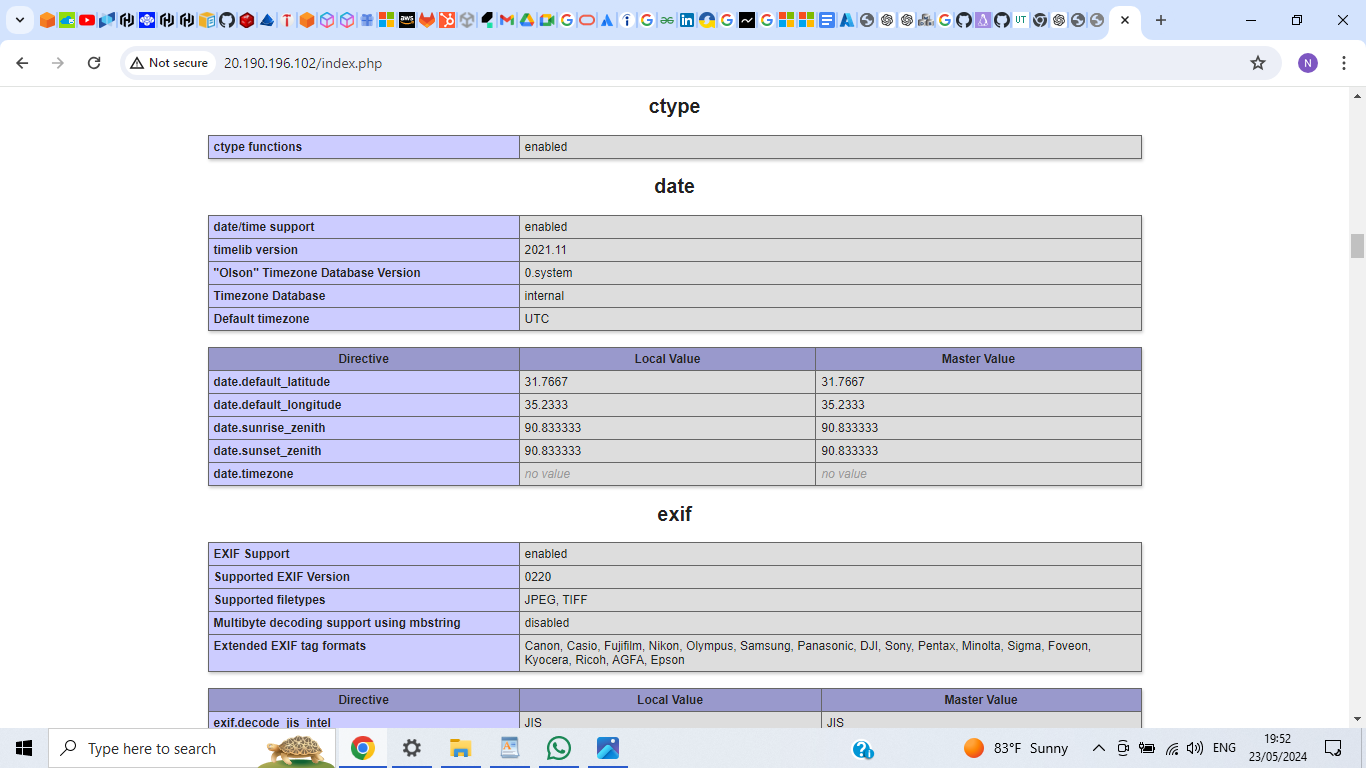 Not secure 20.190.196.102/index.php
N
ctype
ctype functions enabled
date
date/time support enabled
timelib version 2021.11
"Olson" Timezone Database Version 0.system
Timezone Database internal
Default timezone UTC
Directive Local Value Master Value
date.default_latitude 31.7667 31.7667
date.default_longitude 35.2333 35.2333
date.sunrise_zenith 90.833333 90.833333
date.sunset_zenith 90.833333 90.833333
date.timezone no value no value
exif
EXIF Support enabled
Supported EXIF Version 0220
Supported filetypes JPEG, TIFF
Multibyte decoding support using mbstring disabled
Extended EXIF tag formats Canon, Casio, Fujifilm, Nikon, Olympus, Samsung, Panasonic, DJI, Sony, Pentax, Minolta, Sigma, Foveon,
Kyocera, Ricoh, AGFA, Epson
Directive Local Value Master Value
exif.decode_jis_intel JIS JIS
Type here to search
83°F Sunny
ENG
19:52
23/05/2024